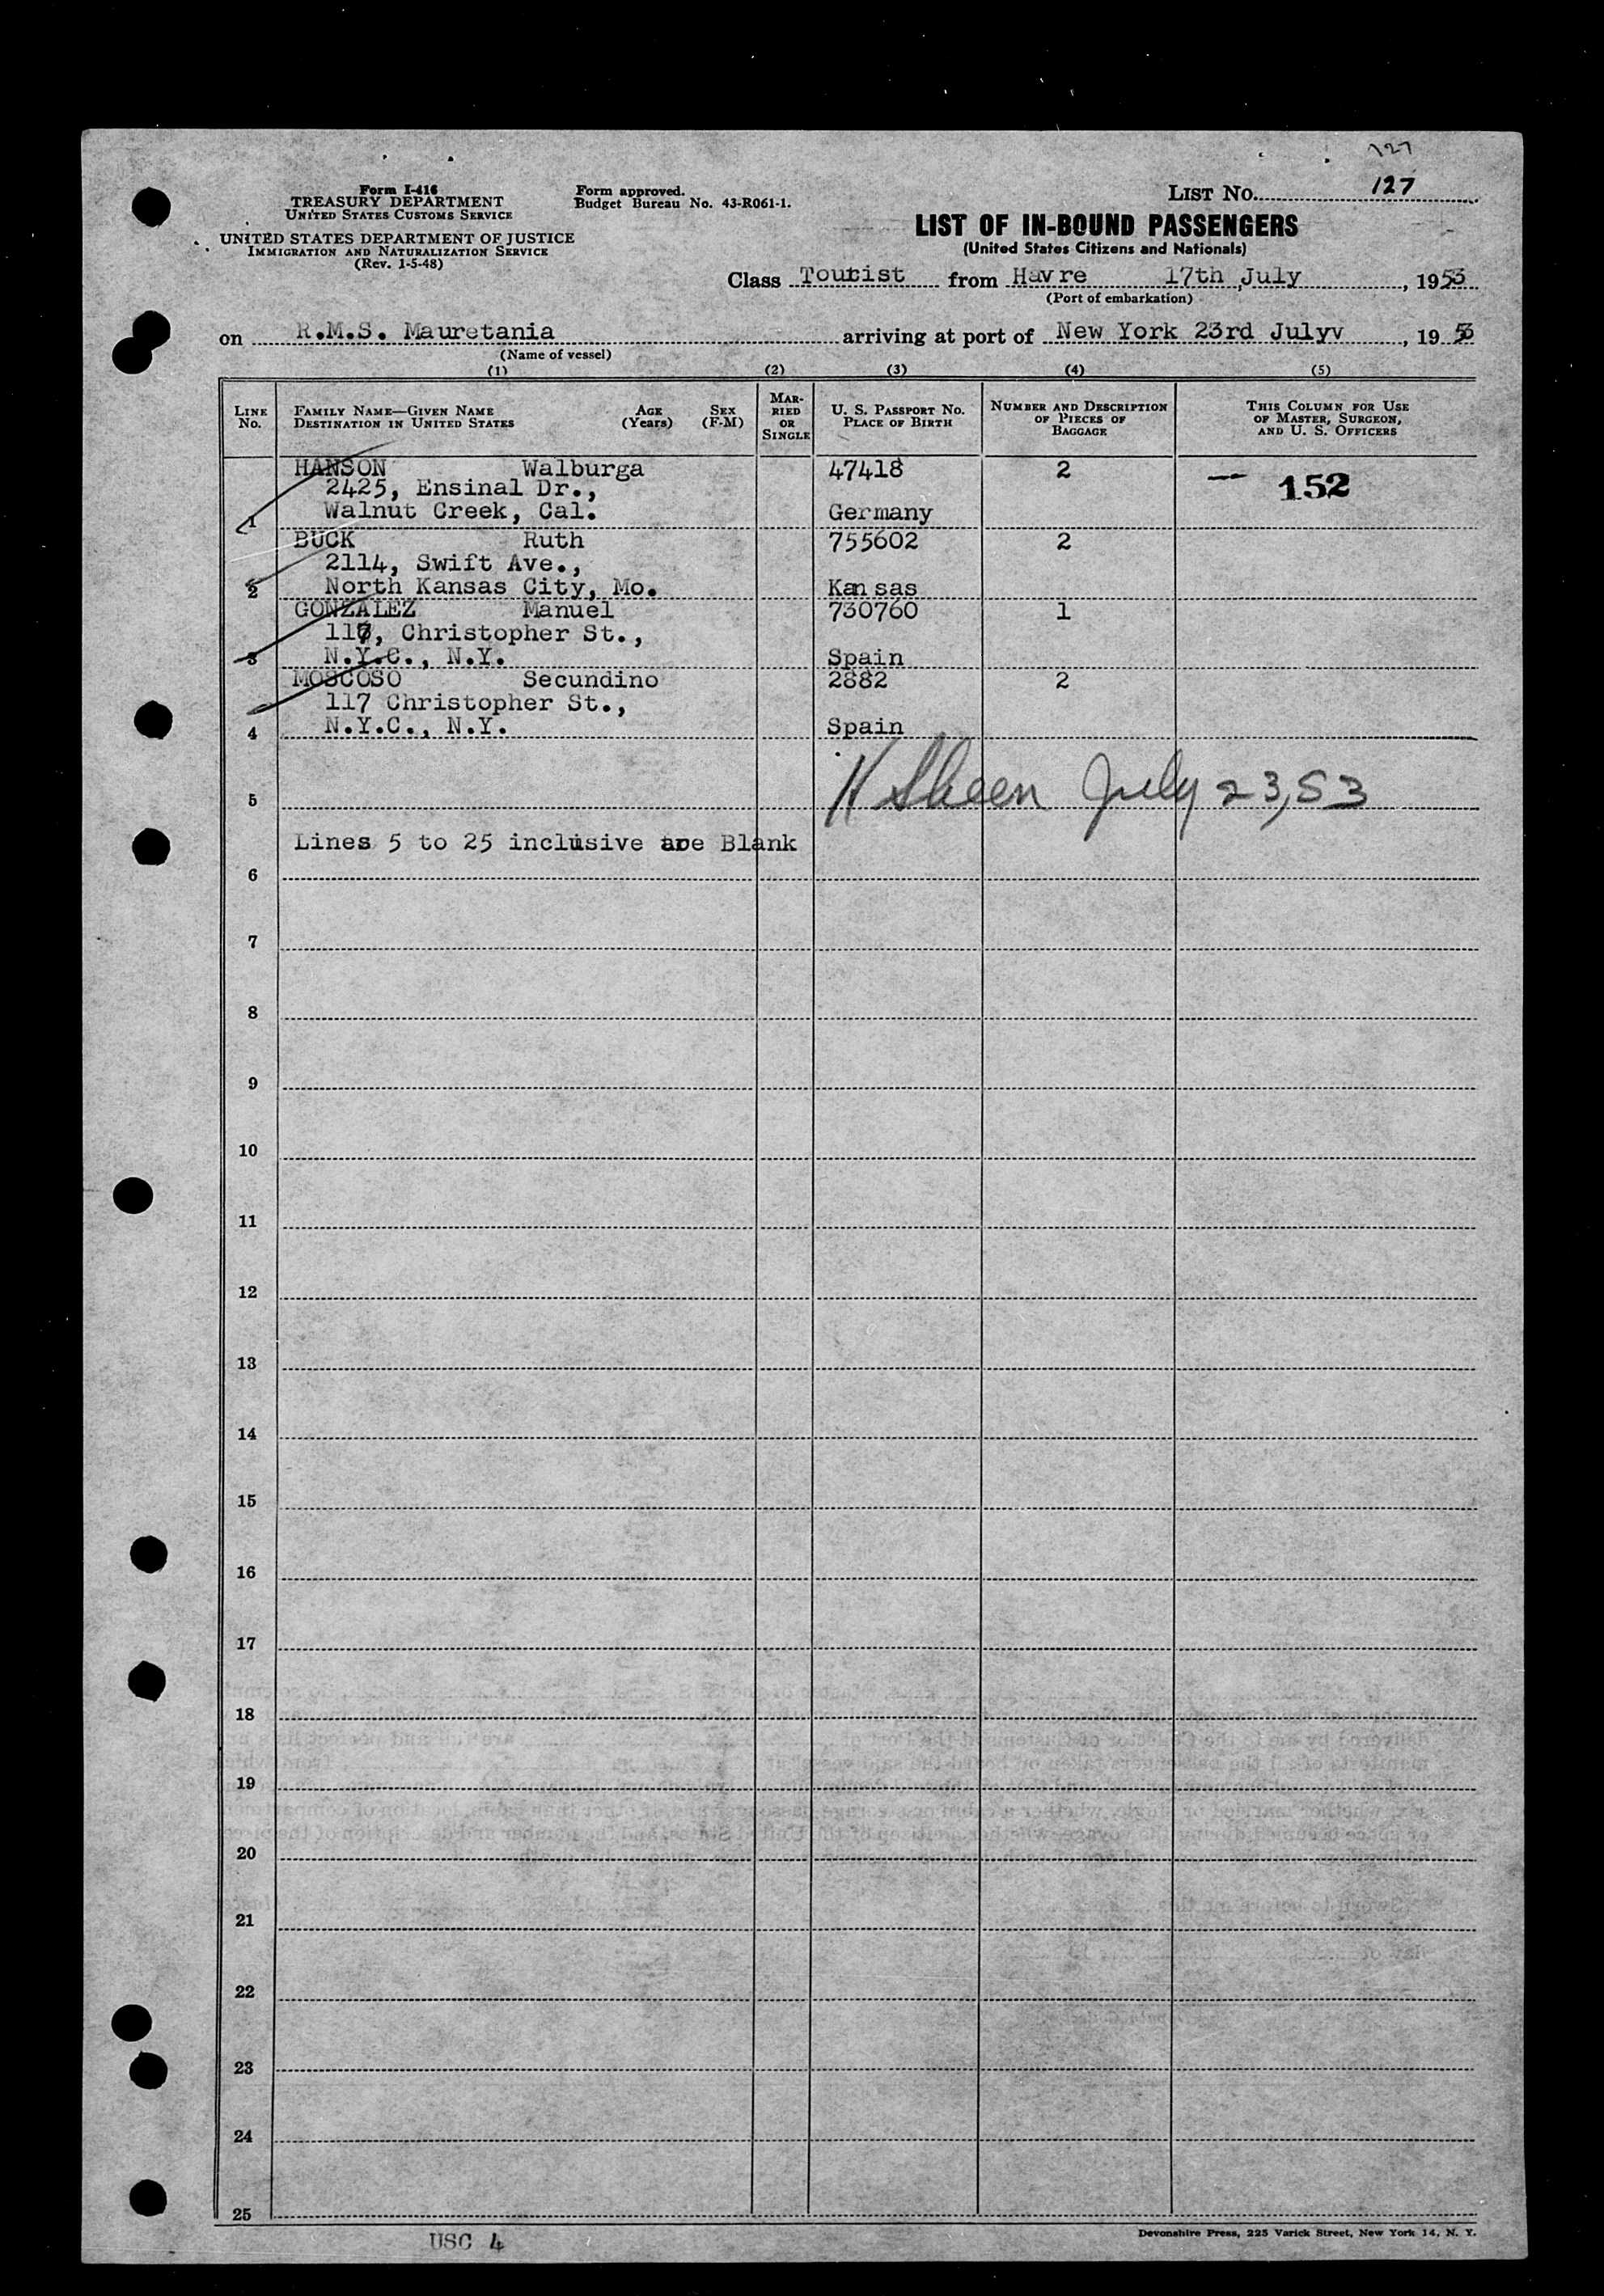 127
Form I-416
TREASURY DEPARTMENT
UNITED STATES CUSTOMS SERVICE
UNITED STATES DEPARTMENT OF JUSTICE
IMMIGRATION AND NATURALIZATION SERVICE
(Rev. 1-5-48)
Form approved.
Budget Bureau No. 43-R061-1.
LIST No. 127
LIST OF IN-BOUND PASSENGERS
(United States Citizens and Nationals)
Class Tourist from Havre 17th July, 1953
(Port of embarkation)
on R.M.S. Mauretania arriving at port of New York 23rd Julyv, 1953
(Name of vessel)
(1) (2) (3) (4) (5)
LINE No. FAMILY NAME—GIVEN NAME DESTINATION IN UNITED STATES AGE (Years) SEX (F-M) MARRIED OR SINGLE U. S. PASSPORT No. PLACE OF BIRTH NUMBER AND DESCRIPTION OF PIECES OF BAGGAGE THIS COLUMN FOR USE OF MASTER, SURGEON, AND U. S. OFFICERS
HANSON Walburga 47418 2 — 152
2425, Ensinal Dr.,
1 Walnut Creek, Cal. Germany
BUCK Ruth 755602 2
2114, Swift Ave.,
2 North Kansas City, Mo. Kansas
GONZALEZ Manuel 730760 1
117, Christopher St.,
3 N.Y.C., N.Y. Spain
MOSCOSO Secundino 2882 2
117 Christopher St.,
4 N.Y.C., N.Y. Spain
5 H Sheen July 23, 53
Lines 5 to 25 inclusive are Blank
6
7
8
9
10
11
12
13
14
15
16
17
18
19
20
21
22
23
24
25
USC 4
Devonshire Press, 225 Varick Street, New York 14, N. Y.